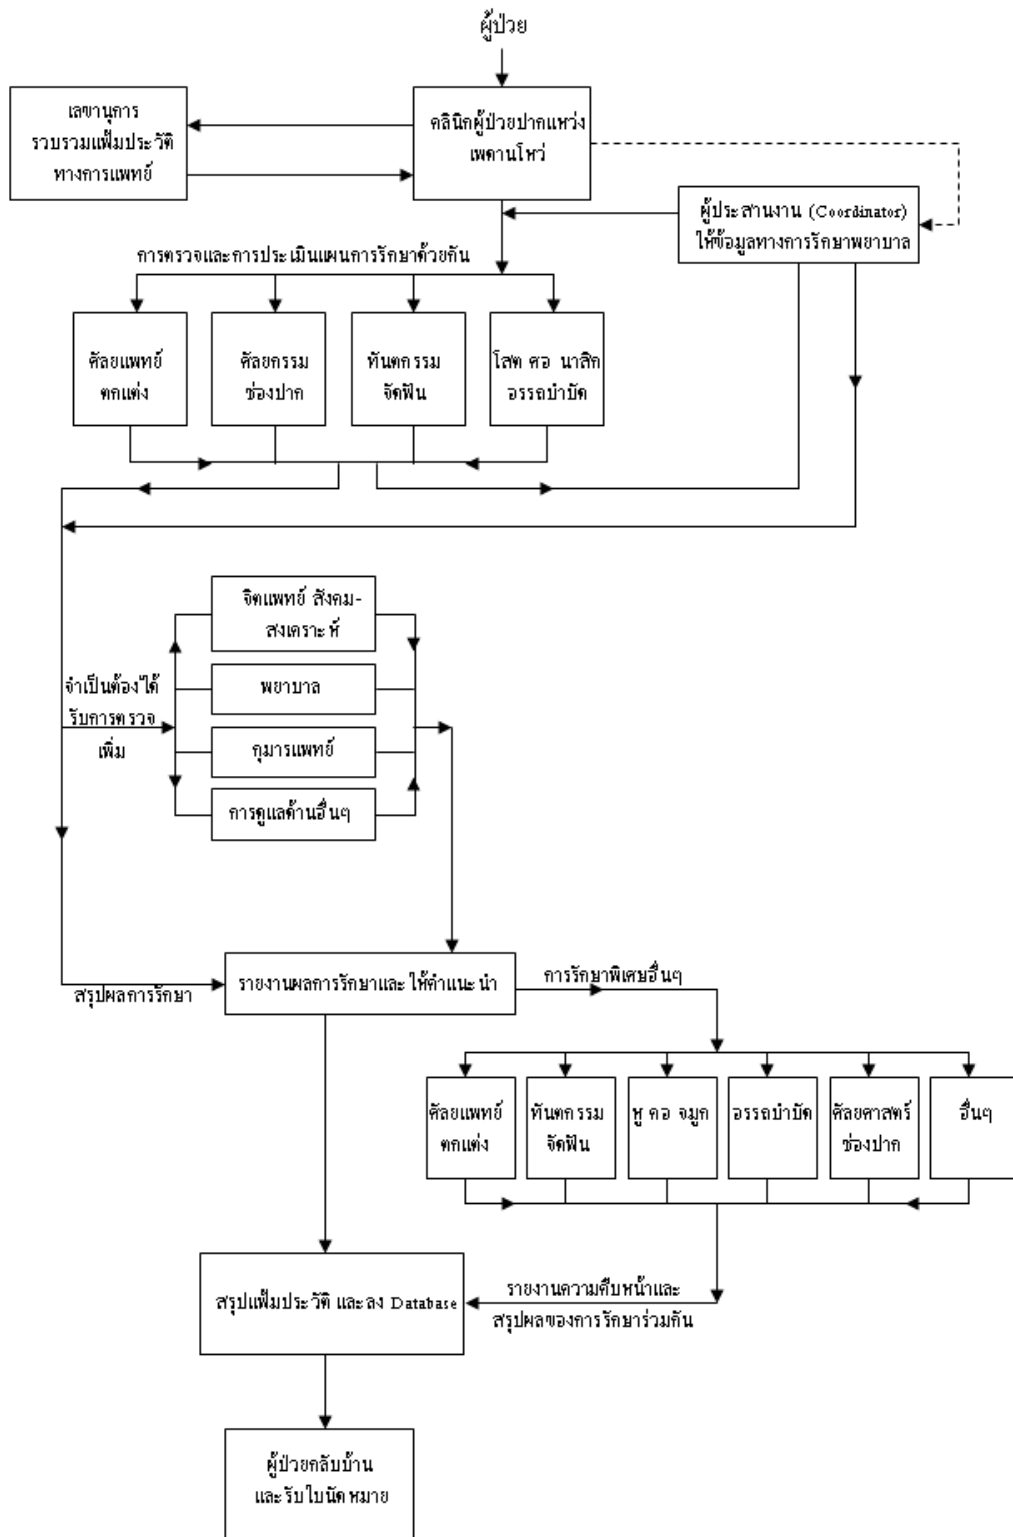 ผู้ป่วย
เลขานุการ
รวบรวมแฟ้มประวัติ
ทางการแพทย์
คลินิกผู้ป่วยปากแหว่ง
เพดานโหว่
ผู้ประสานงาน (Coordinator)
ให้ข้อมูลทางการรักษาพยาบาล
การตรวจและการประเมินแผนการรักษาด้วยกัน
ศัลยแพทย์
ตกแต่ง
ศัลยกรรม
ช่องปาก
ทันตกรรม
จัดฟัน
โสต ศอ นาสิก
อรรถบำบัด
จิตแพทย์ สังคม-
สงเคราะห์
พยาบาล
กุมารแพทย์
การดูแลด้านอื่นๆ
จำเป็นต้องได้
รับการตรวจ
เพิ่ม
สรุปผลการรักษา
รายงานผลการรักษาและให้คำแนะนำ
การรักษาพิเศษอื่นๆ
ศัลยแพทย์
ตกแต่ง
ทันตกรรม
จัดฟัน
หู คอ จมูก
อรรถบำบัด
ศัลยศาสตร์
ช่องปาก
อื่นๆ
สรุปแฟ้มประวัติ และลง Database
รายงานความคืบหน้าและ
สรุปผลของการรักษาร่วมกัน
ผู้ป่วยกลับบ้าน
และรับใบนัดหมาย